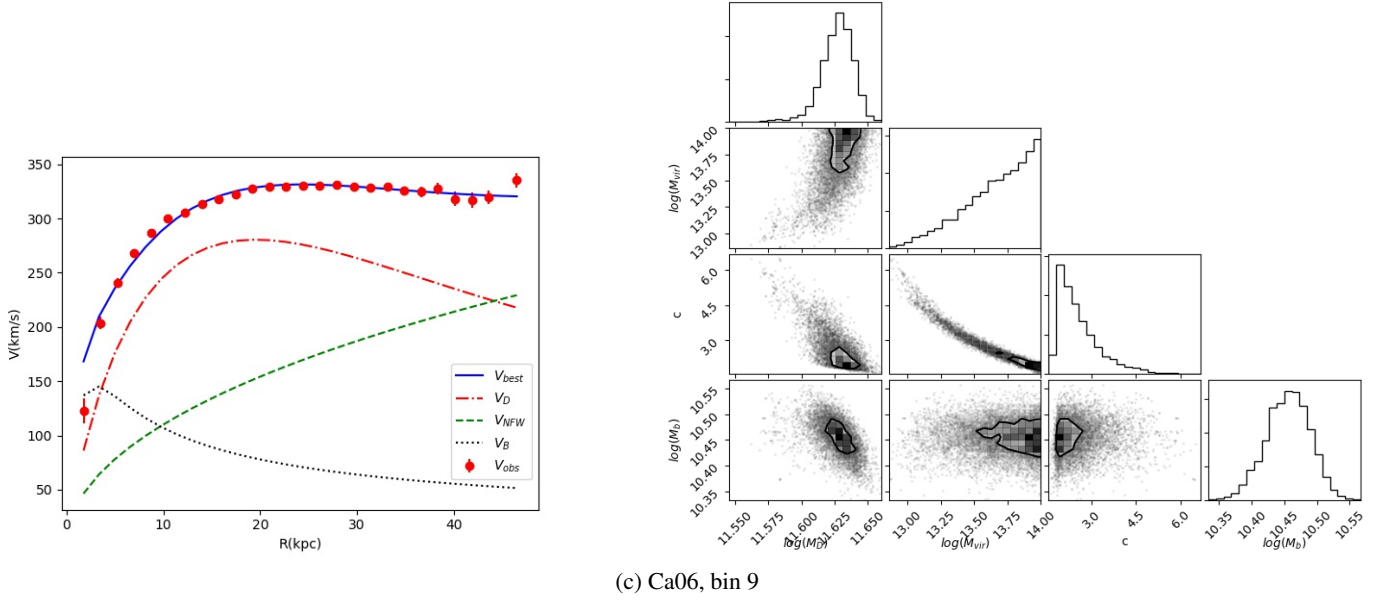 V(km/s)
350
300
250
200
150
100
50
0
10
20
30
40
R(kpc)
V_best
V_D
V_NFW
V_B
V_obs
log(M_vir)
14.00
13.75
13.50
13.25
13.00
c
6.0
4.5
3.0
log(M_b)
10.55
10.50
10.45
10.40
10.35
11.550
11.575
11.600
11.625
11.650
log(M_D)
13.00
13.25
13.50
13.75
14.00
log(M_vir)
3.0
4.5
6.0
c
10.35
10.40
10.45
10.50
10.55
log(M_b)
(c) Ca06, bin 9